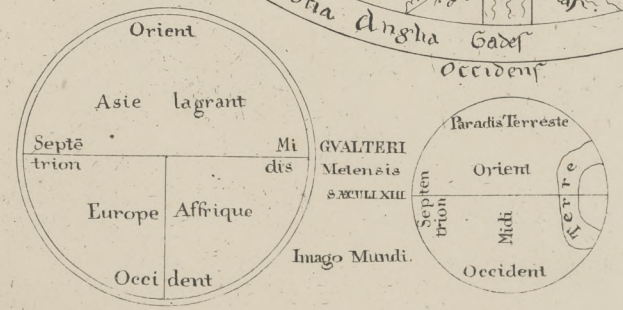 Anglia
Gades
Occidens
Orient
Asie lagrant
Septē Mi
trion dis
Europe Affrique
Occi dent
GVALTERI
Metensis
SÆCULI XIII
Imago Mundi.
Paradis Terreste
Orient
Terre
Septen
trion
Midi
Occident